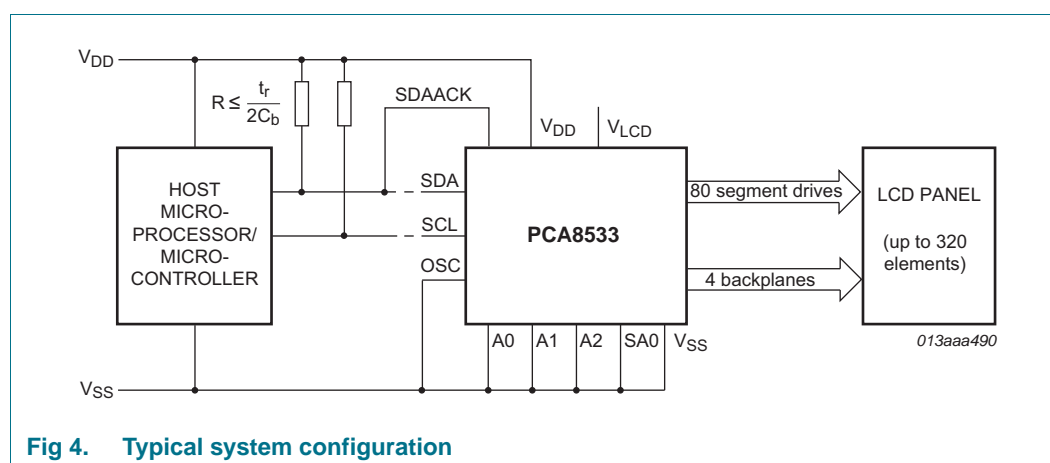 VDD
R ≤ tr
2Cb
SDAACK
VDD
VLCD
HOST
MICRO-
PROCESSOR/
MICRO-
CONTROLLER
SDA
SCL
OSC
PCA8533
80 segment drives
4 backplanes
LCD PANEL
(up to 320
elements)
A0
A1
A2
SA0
VSS
013aaa490
VSS
Fig 4. Typical system configuration